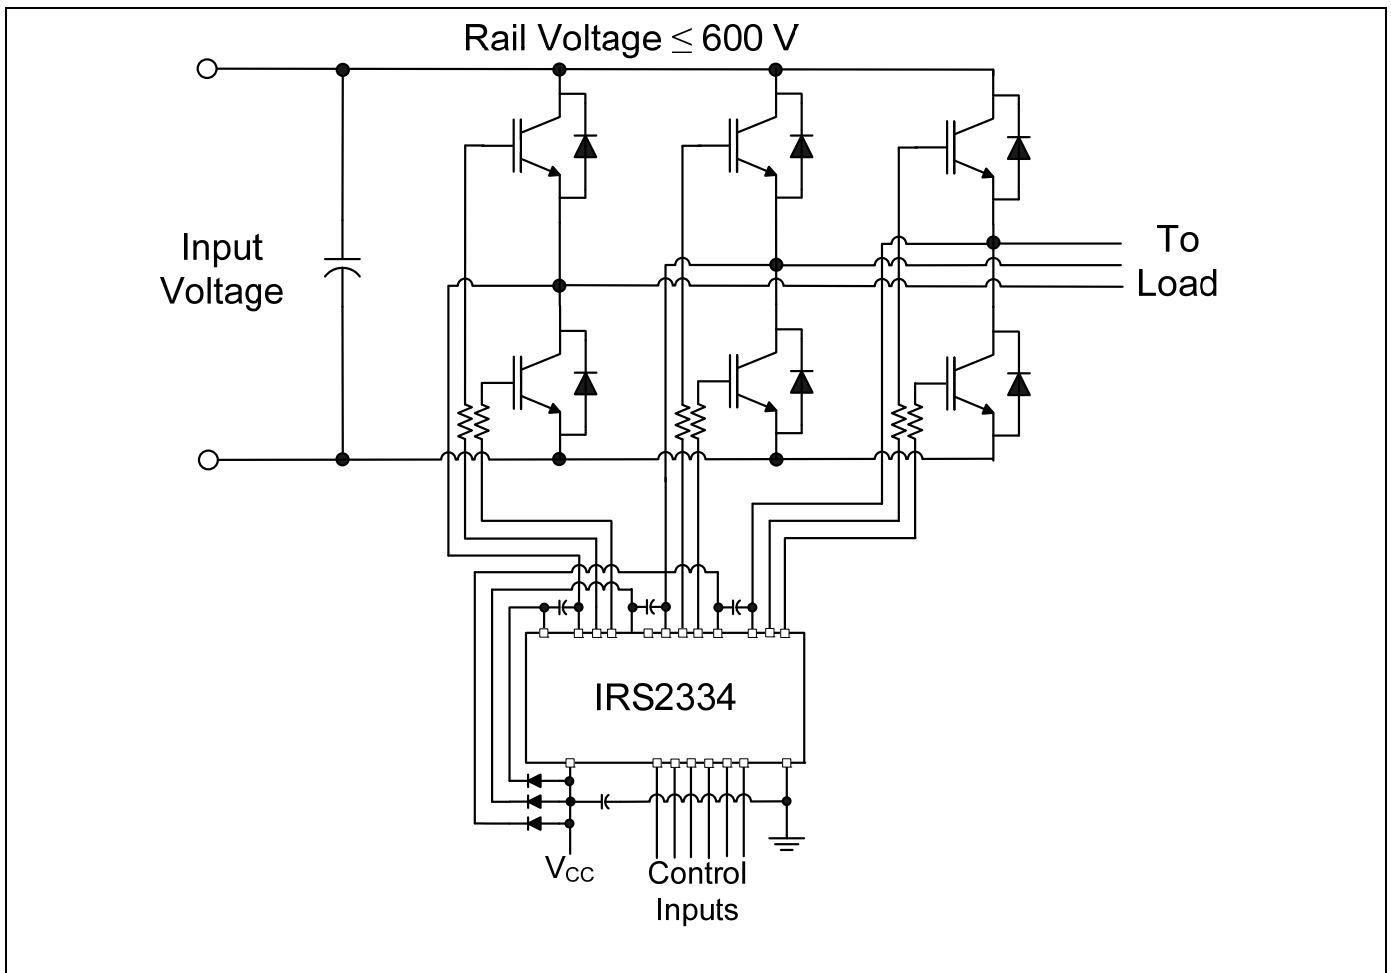 Rail Voltage ≤ 600 V
Input
Voltage
To
Load
IRS2334
VCC
Control
Inputs